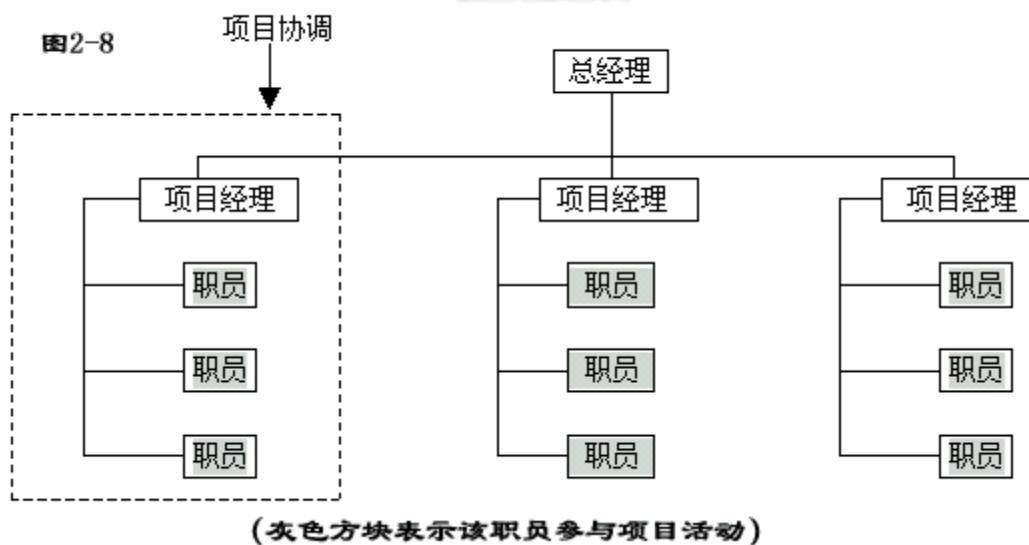 图2-8
项目协调
总经理
项目经理 项目经理 项目经理
职员 职员 职员
职员 职员 职员
职员 职员 职员
(灰色方块表示该职员参与项目活动)